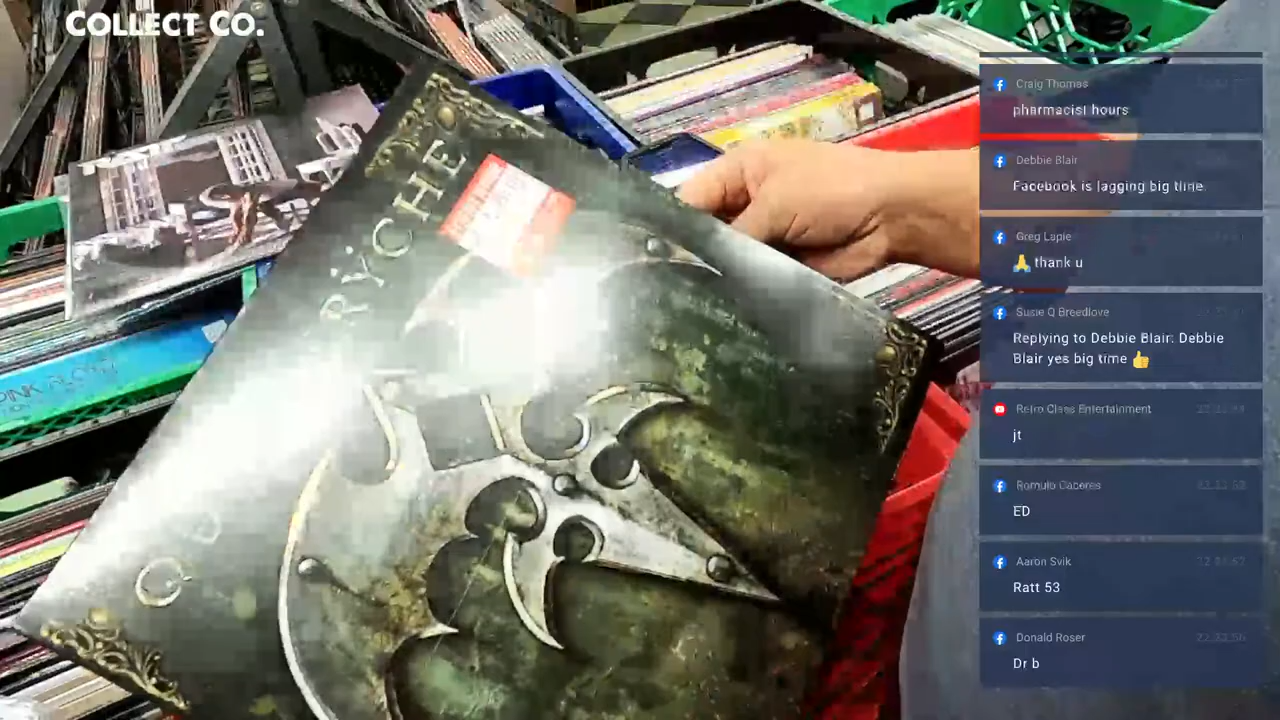 COLLECT CO.
RŸCHE
Craig Thomas
pharmacist hours
Debbie Blair
Facebook is lagging big time
Greg Lapie
🙏 thank u
Susie Q Breedlove
Replying to Debbie Blair: Debbie
Blair yes big time 👍
Retro Class Entertainment
jt
Romulo Caceres
ED
Aaron Svik
Ratt 53
Donald Roser
Dr b